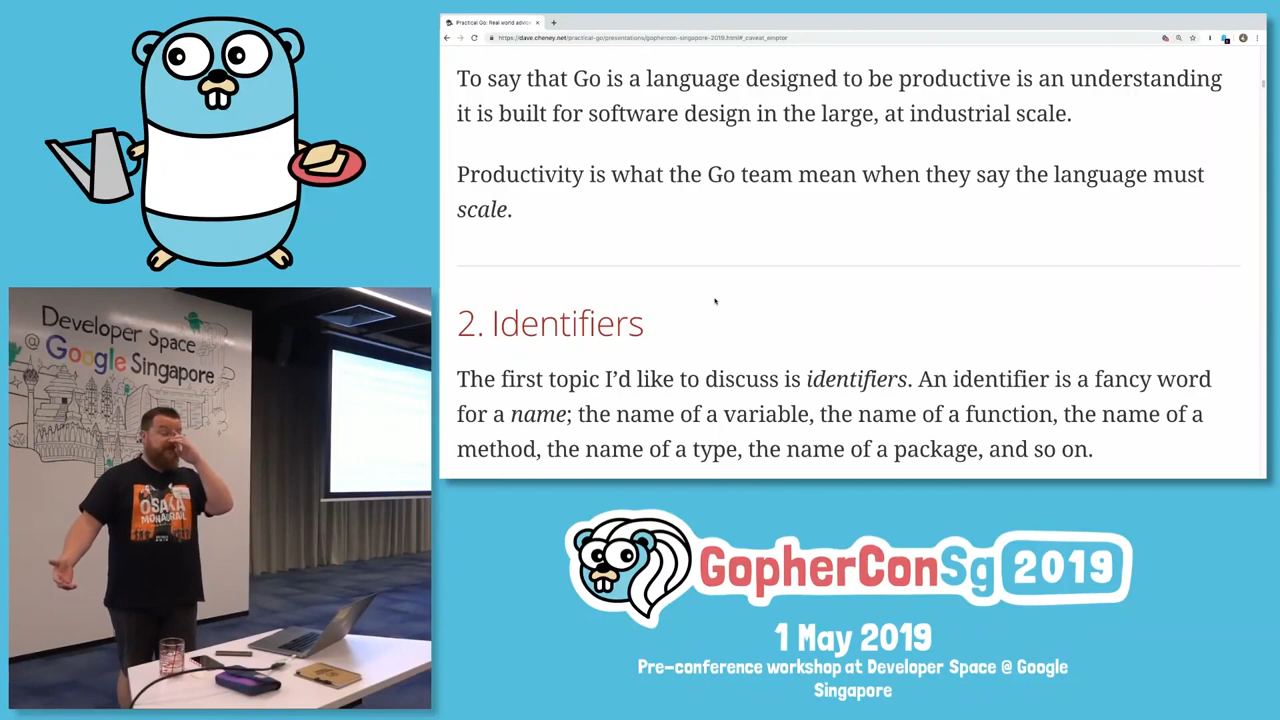 Practical Go: Real world advic
https://dave.cheney.net/practical-go/presentations/gophercon-singapore-2019.html#_caveat_emptor
To say that Go is a language designed to be productive is an understanding
it is built for software design in the large, at industrial scale.
Productivity is what the Go team mean when they say the language must
scale.
2. Identifiers
The first topic I'd like to discuss is identifiers. An identifier is a fancy word
for a name; the name of a variable, the name of a function, the name of a
method, the name of a type, the name of a package, and so on.
Developer Space
@ Google Singapore
OSAKA
MONAURAIL
GopherConSg 2019
1 May 2019
Pre-conference workshop at Developer Space @ Google
Singapore